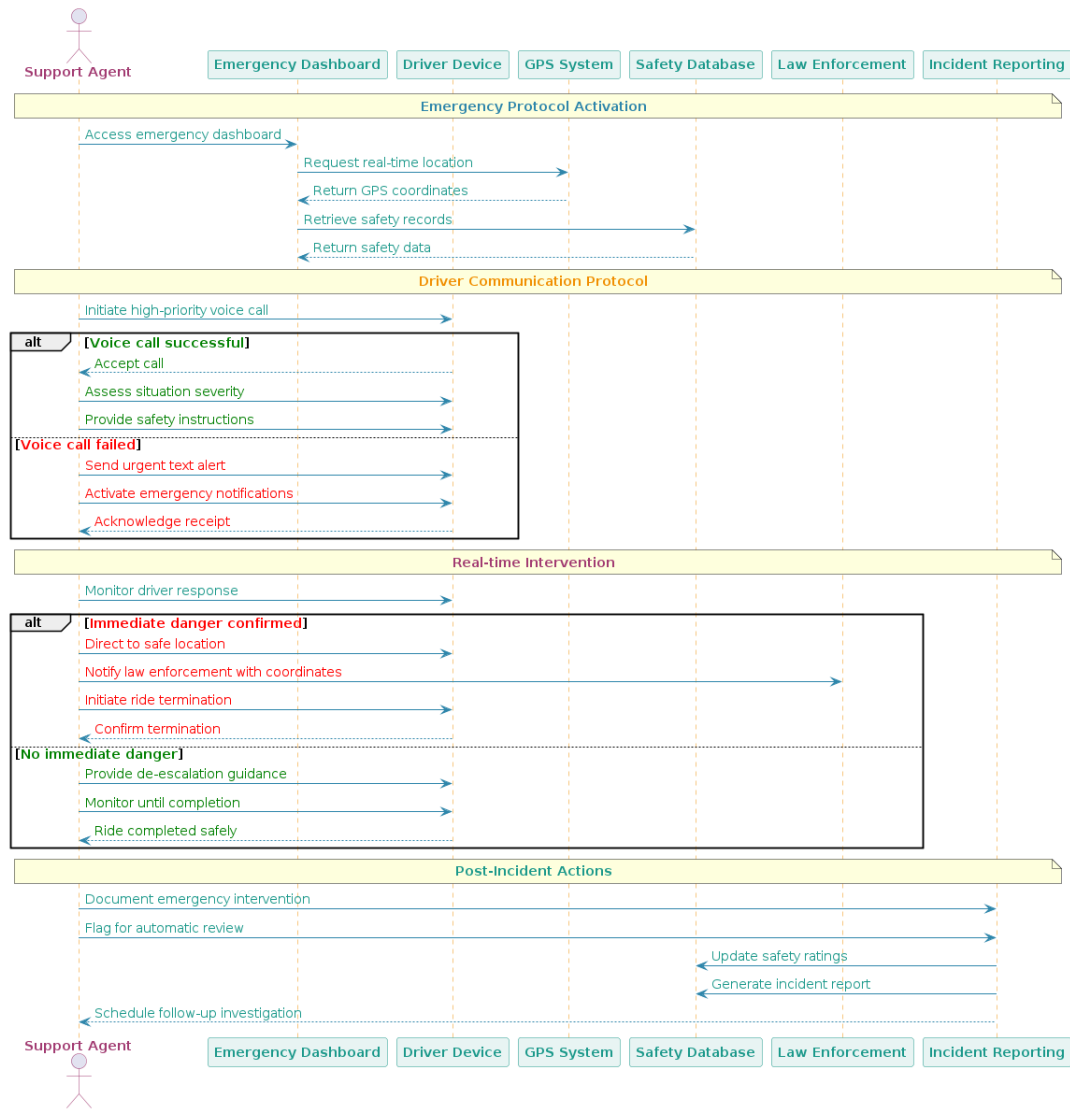 Support Agent
Emergency Dashboard
Driver Device
GPS System
Safety Database
Law Enforcement
Incident Reporting
Emergency Protocol Activation
Access emergency dashboard
Request real-time location
Return GPS coordinates
Retrieve safety records
Return safety data
Driver Communication Protocol
Initiate high-priority voice call
alt [Voice call successful]
Accept call
Assess situation severity
Provide safety instructions
[Voice call failed]
Send urgent text alert
Activate emergency notifications
Acknowledge receipt
Real-time Intervention
Monitor driver response
alt [Immediate danger confirmed]
Direct to safe location
Notify law enforcement with coordinates
Initiate ride termination
Confirm termination
[No immediate danger]
Provide de-escalation guidance
Monitor until completion
Ride completed safely
Post-Incident Actions
Document emergency intervention
Flag for automatic review
Update safety ratings
Generate incident report
Schedule follow-up investigation
Support Agent
Emergency Dashboard
Driver Device
GPS System
Safety Database
Law Enforcement
Incident Reporting